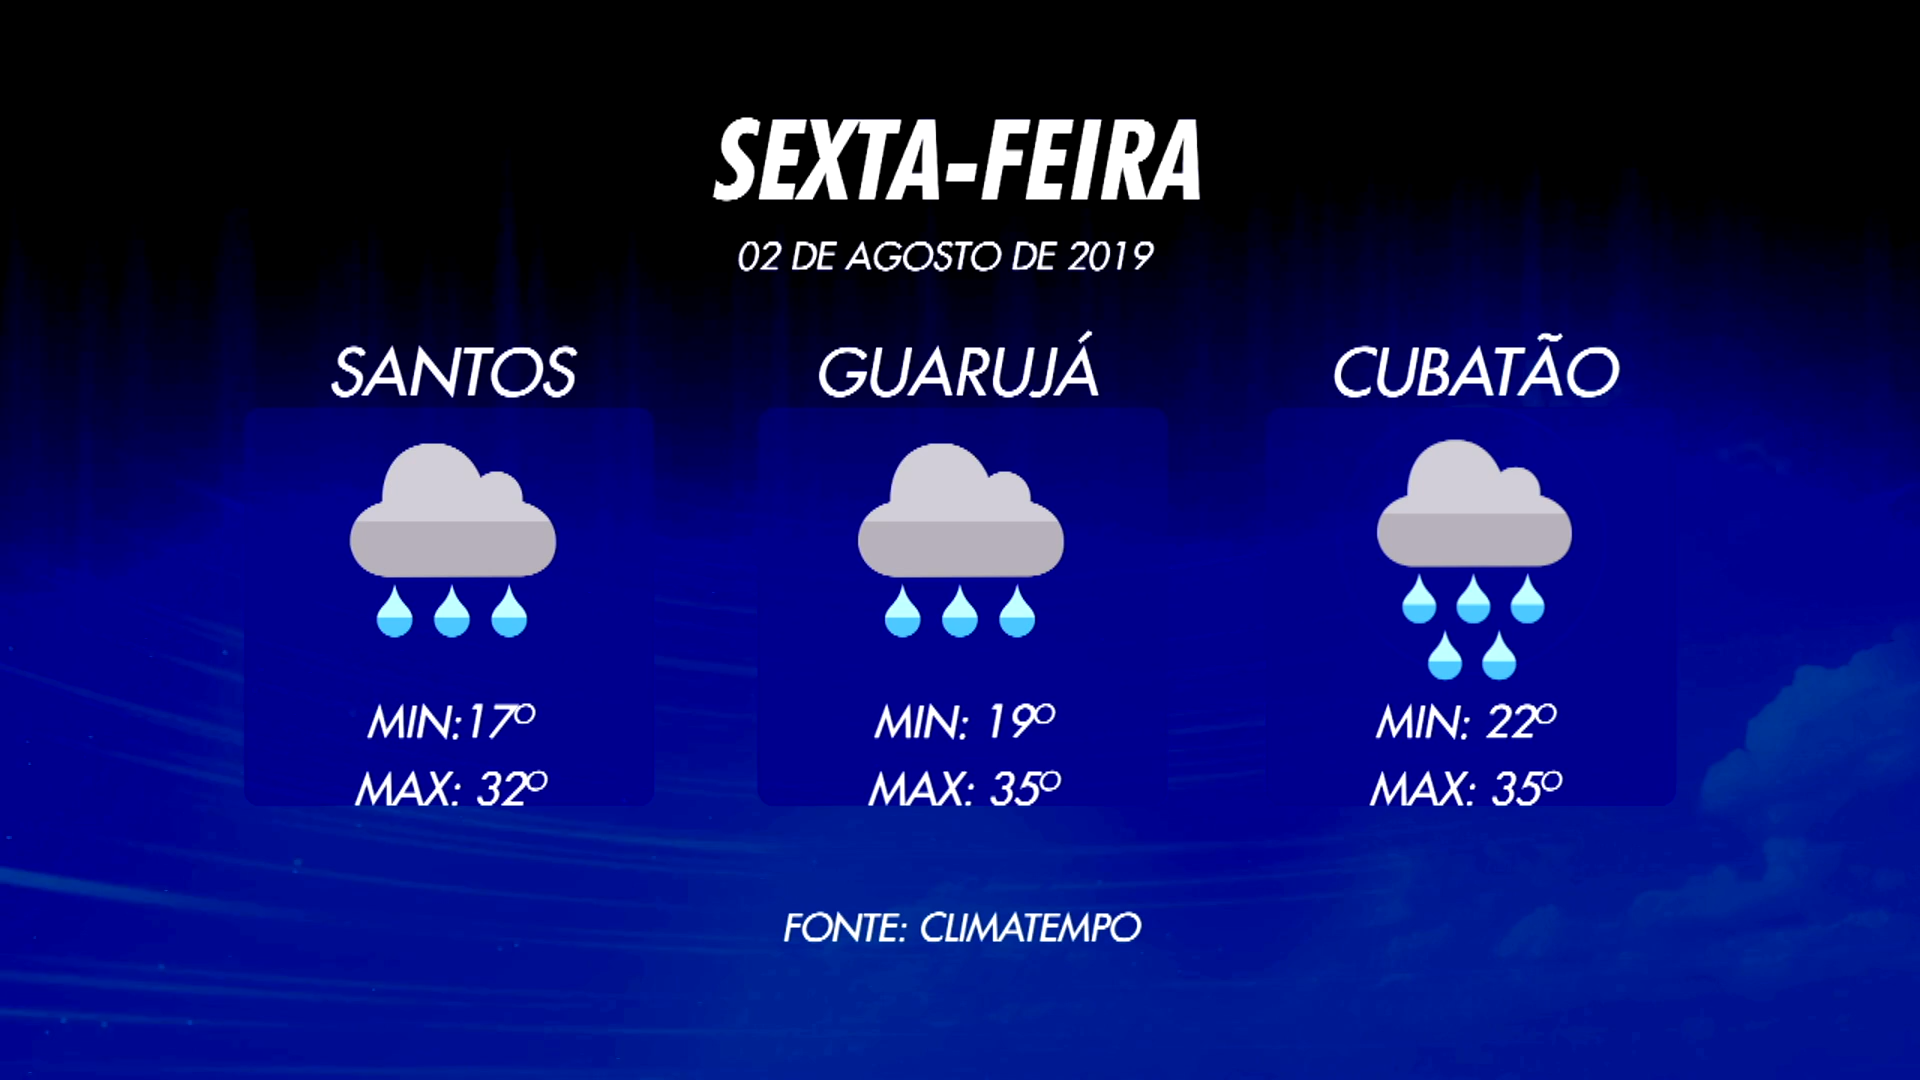 SEXTA-FEIRA
02 DE AGOSTO DE 2019
SANTOS
GUARUJÁ
CUBATÃO
MIN:17º
MAX: 32º
MIN: 19º
MAX: 35º
MIN: 22º
MAX: 35º
FONTE: CLIMATEMPO